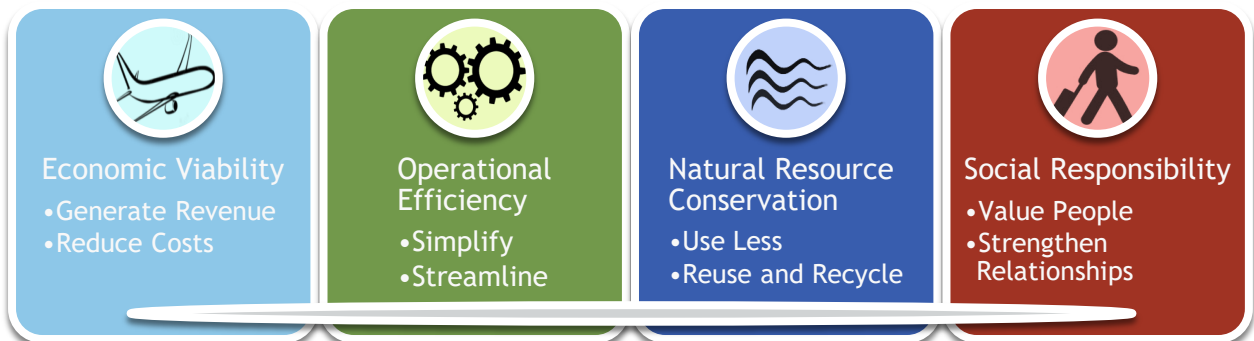 Economic Viability
•Generate Revenue
•Reduce Costs
Operational
Efficiency
•Simplify
•Streamline
Natural Resource
Conservation
•Use Less
•Reuse and Recycle
Social Responsibility
•Value People
•Strengthen
Relationships